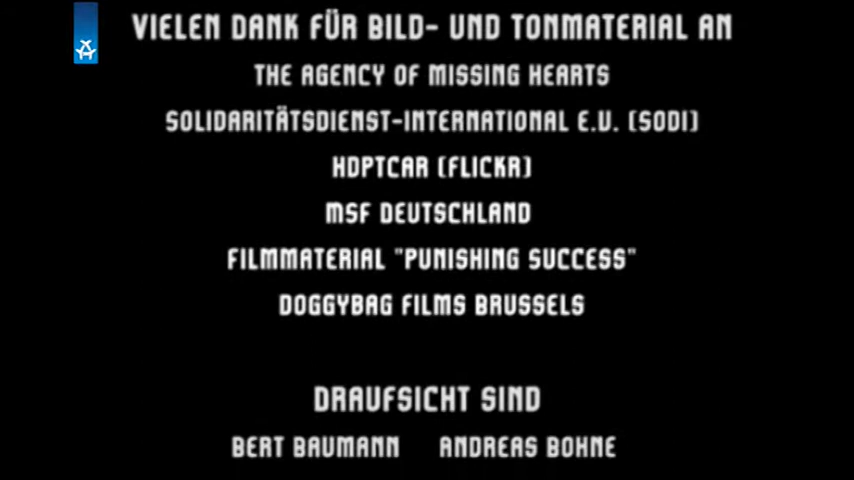 VIELEN DANK FÜR BILD- UND TONMATERIAL AN
THE AGENCY OF MISSING HEARTS
SOLIDARITÄTSDIENST-INTERNATIONAL E.V. (SODI)
HDPTCAR (FLICKR)
MSF DEUTSCHLAND
FILMMATERIAL "PUNISHING SUCCESS"
DOGGYBAG FILMS BRUSSELS
DRAUFSICHT SIND
BERT BAUMANN ANDREAS BOHNE